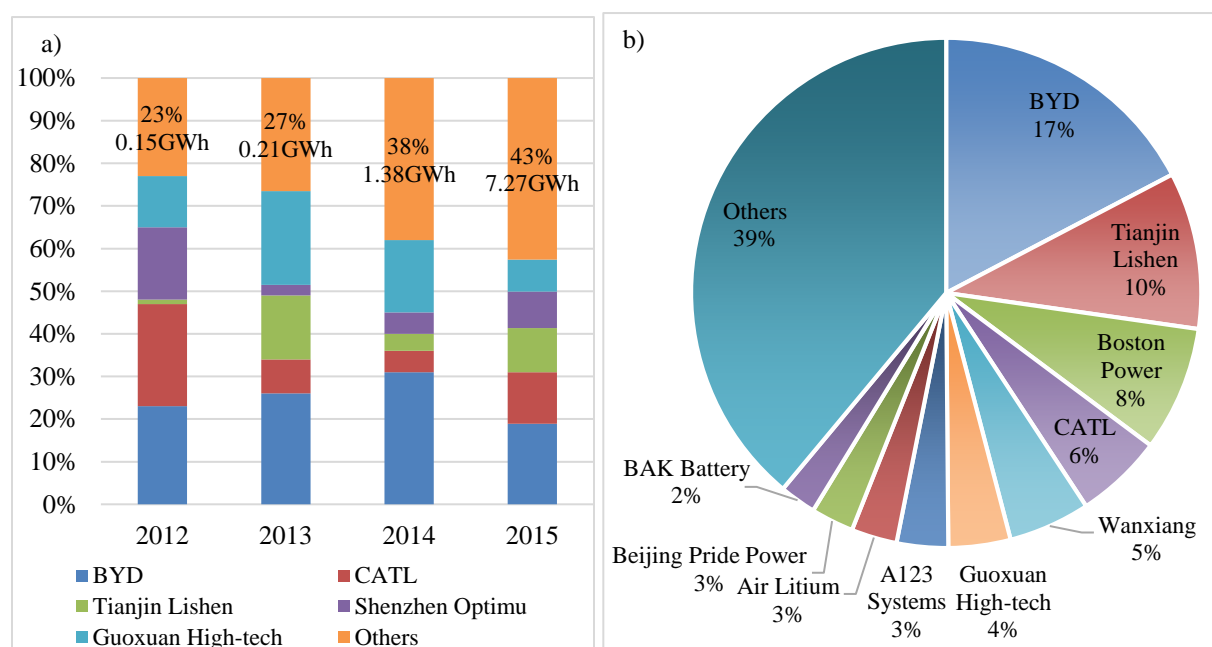 a)
100%
90%
80%
70%
60%
50%
40%
30%
20%
10%
0%
23%
0.15GWh
27%
0.21GWh
38%
1.38GWh
43%
7.27GWh
2012
2013
2014
2015
BYD
CATL
Tianjin Lishen
Shenzhen Optimu
Guoxuan High-tech
Others
b)
BYD
17%
Tianjin
Lishen
10%
Boston
Power
8%
CATL
6%
Wanxiang
5%
Guoxuan
High-tech
4%
A123
Systems
3%
Air Litium
3%
Beijing Pride Power
3%
BAK Battery
2%
Others
39%